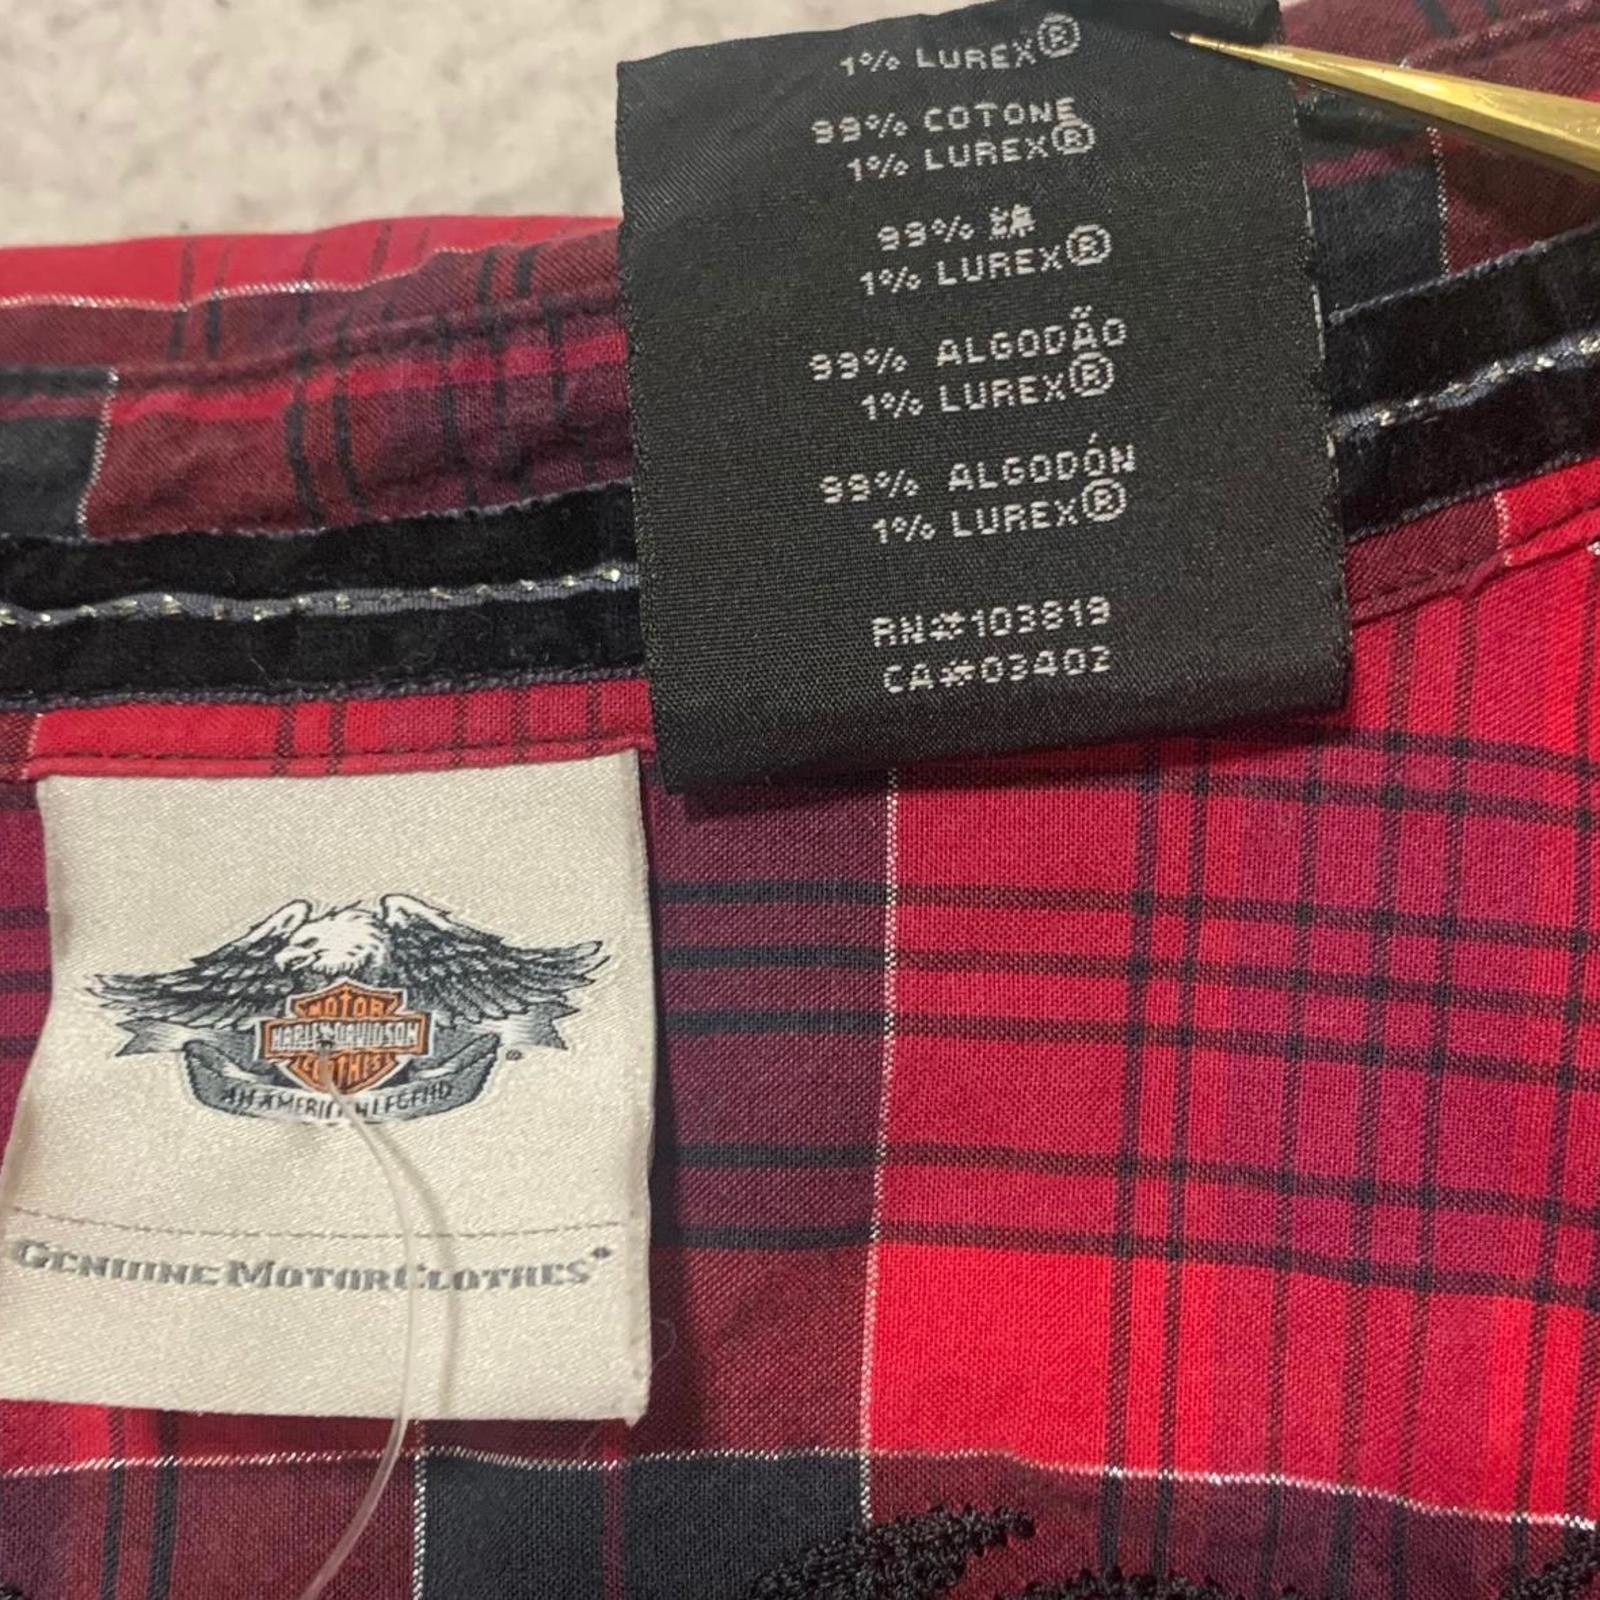 1% LUREX®
99% COTONE
1% LUREX®
99% 綿
1% LUREX®
99% ALGODÃO
1% LUREX®
99% ALGODÓN
1% LUREX®
RN#103819
CA#03402
MOTOR
HARLEY-DAVIDSON
CLOTHES
®
AN AMERICAN LEGEND
GENUINE MOTORCLOTHES®